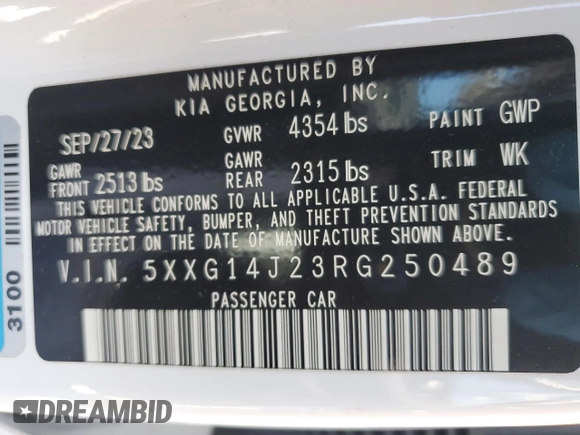 MANUFACTURED BY
KIA GEORGIA, INC.
SEP/27/23 GVWR 4354 lbs PAINT GWP
GAWR FRONT 2513 lbs GAWR REAR 2315 lbs TRIM WK
THIS VEHICLE CONFORMS TO ALL APPLICABLE U.S.A. FEDERAL
MOTOR VEHICLE SAFETY, BUMPER, AND THEFT PREVENTION STANDARDS
IN EFFECT ON THE DATE OF MANUFACTURE SHOWN ABOVE.
V.I.N. 5XXG14J23RG250489
PASSENGER CAR
3100
DREAMBID